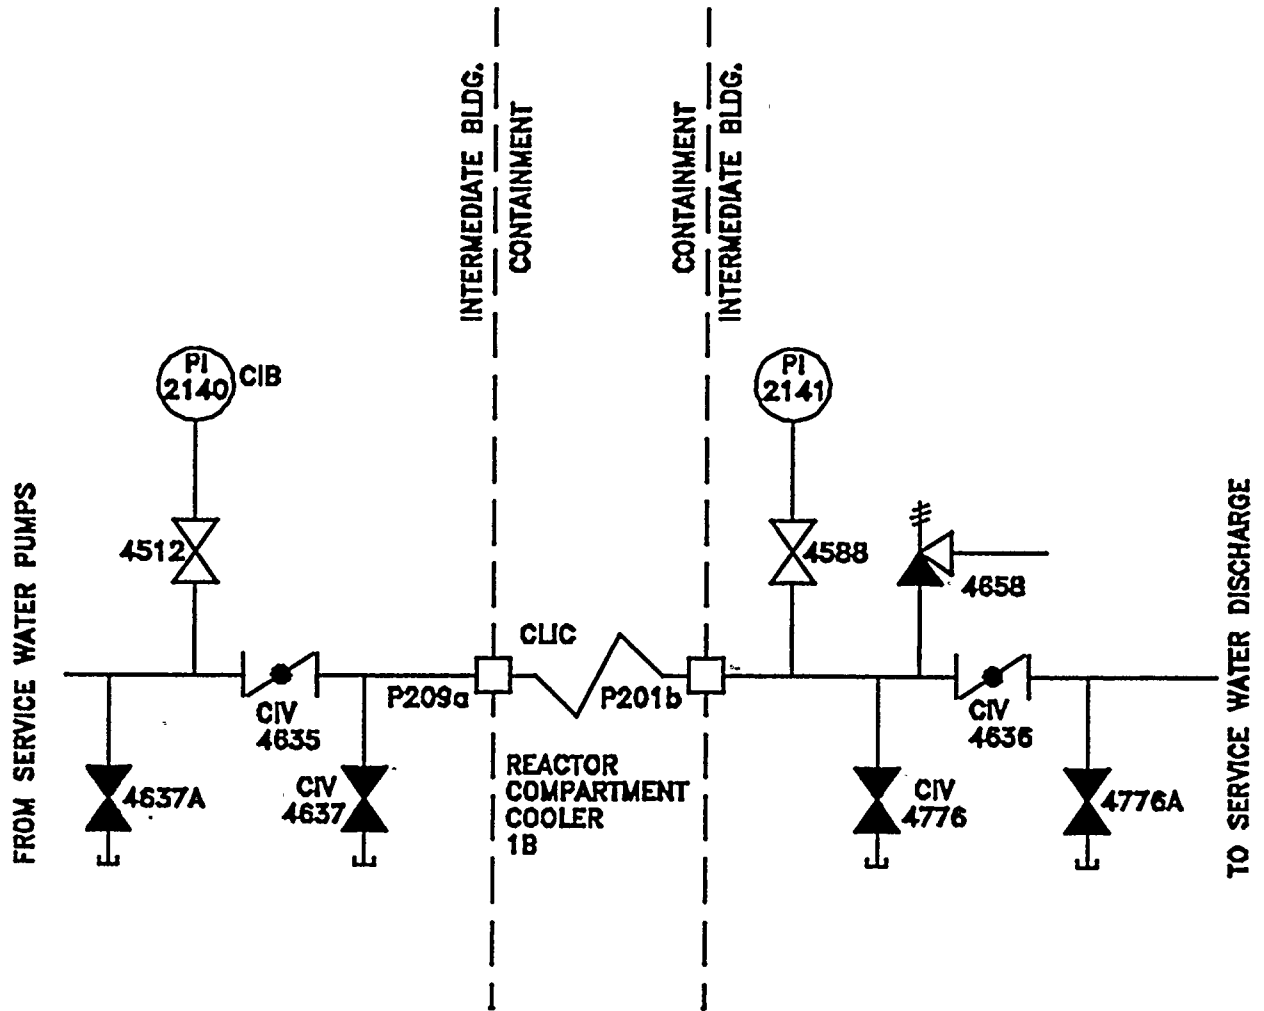 INTERMEDIATE BLDG.
CONTAINMENT
CONTAINMENT
INTERMEDIATE BLDG.
PI
2140
CIB
PI
2141
FROM SERVICE WATER PUMPS
4512
4588
4658
TO SERVICE WATER DISCHARGE
CLIC
P209a
P201b
CIV
4635
CIV
4636
4637A
CIV
4637
REACTOR
COMPARTMENT
COOLER
1B
CIV
4776
4776A